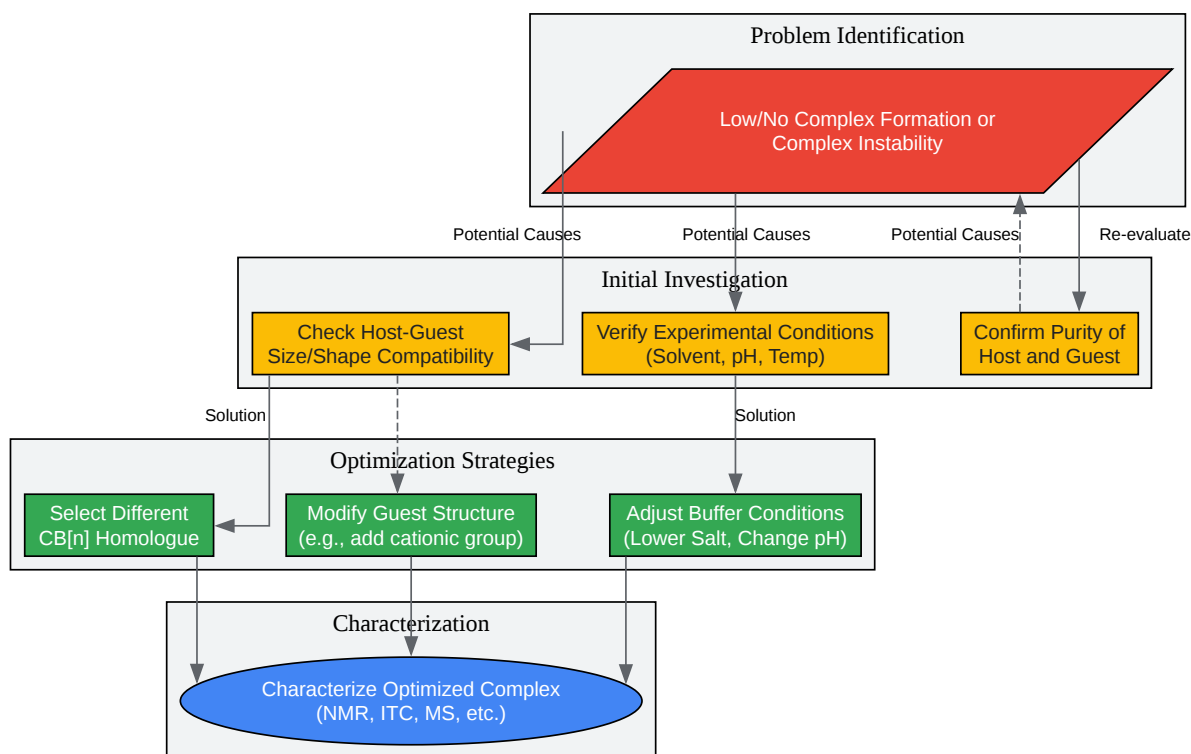 Problem Identification
Low/No Complex Formation or
Complex Instability
Potential Causes
Potential Causes
Potential Causes
Re-evaluate
Initial Investigation
Check Host-Guest
Size/Shape Compatibility
Verify Experimental Conditions
(Solvent, pH, Temp)
Confirm Purity of
Host and Guest
Solution
Solution
Optimization Strategies
Select Different
CB[n] Homologue
Modify Guest Structure
(e.g., add cationic group)
Adjust Buffer Conditions
(Lower Salt, Change pH)
Characterization
Characterize Optimized Complex
(NMR, ITC, MS, etc.)